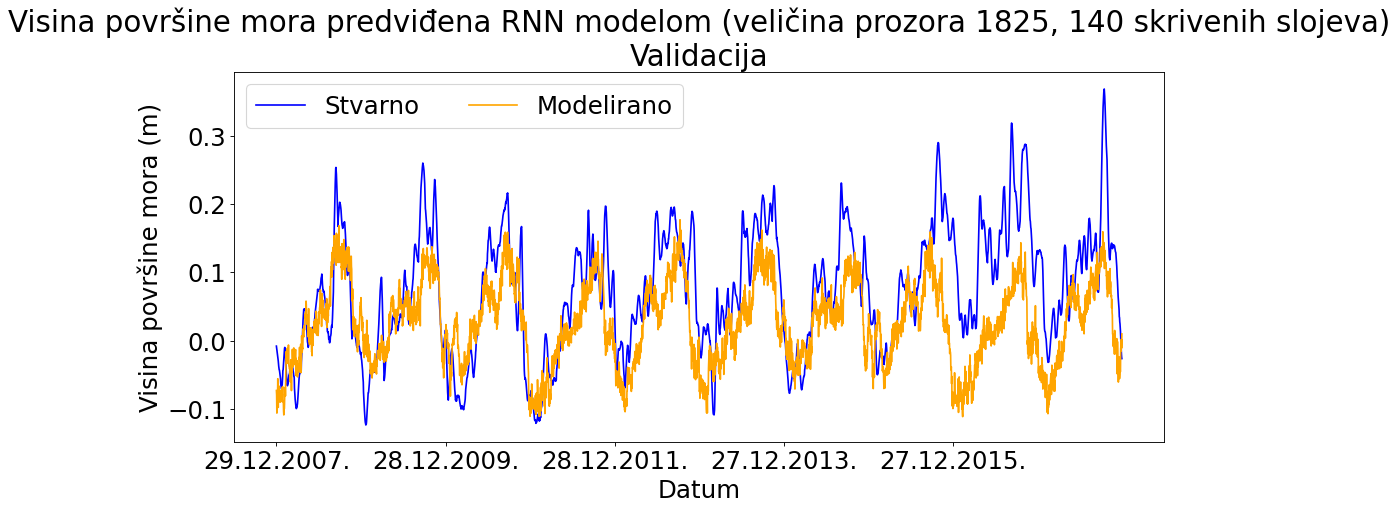 Visina površine mora predviđena RNN modelom (veličina prozora 1825, 140 skrivenih slojeva)
Validacija
Stvarno
Modelirano
Visina površine mora (m)
0.3
0.2
0.1
0.0
−0.1
29.12.2007.
28.12.2009.
28.12.2011.
27.12.2013.
27.12.2015.
Datum